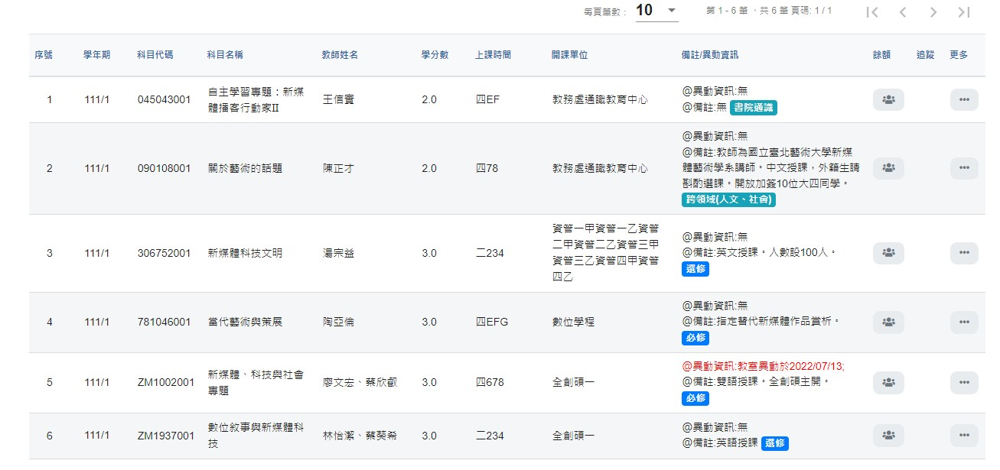 每頁筆數: 10 第 1 - 6 筆 、共 6 筆 頁碼: 1 / 1
序號 學年期 科目代碼 科目名稱 教師姓名 學分數 上課時間 開課單位 備註/異動資訊 餘額 追蹤 更多
1 111/1 045043001 自主學習專題：新媒體播客行動家II 王信實 2.0 四EF 教務處通識教育中心
@異動資訊:無
@備註:無 書院通識
2 111/1 090108001 關於藝術的話題 陳正才 2.0 四78 教務處通識教育中心
@異動資訊:無
@備註:教師為國立臺北藝術大學新媒
體藝術學系講師。中文授課，外籍生請
斟酌選課。開放加簽10位大四同學。
跨領域(人文、社會)
3 111/1 306752001 新媒體科技文明 湯宗益 3.0 二234
資管一甲資管一乙資管
二甲資管二乙資管三甲
資管三乙資管四甲資管
四乙
@異動資訊:無
@備註:英文授課。人數設100人。
選修
4 111/1 781046001 當代藝術與策展 陶亞倫 3.0 四EFG 數位學程
@異動資訊:無
@備註:指定替代新媒體作品賞析。
必修
5 111/1 ZM1002001 新媒體、科技與社會專題 廖文宏、蔡欣叡 3.0 四678 全創碩一
@異動資訊:教室異動於2022/07/13;
@備註:雙語授課。全創碩主開。
必修
6 111/1 ZM1937001 數位敘事與新媒體科技 林怡潔、蔡葵希 3.0 二234 全創碩一
@異動資訊:無
@備註:英語授課 選修